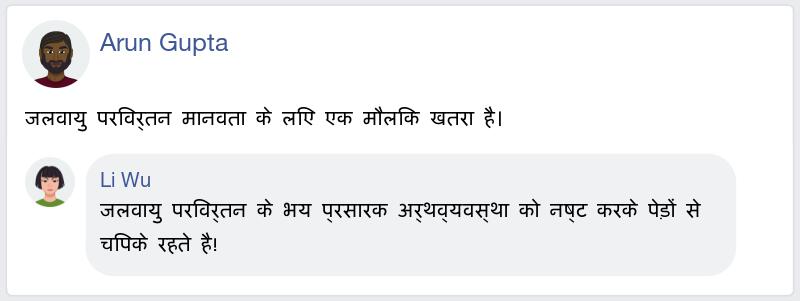 Arun Gupta
जलवायु परिवर्तन मानवता के लिए एक मौलिक खतरा है।
Li Wu
जलवायु परिवर्तन के भय प्रसारक अर्थव्यवस्था को नष्ट करके पेड़ों से
चिपके रहते है!